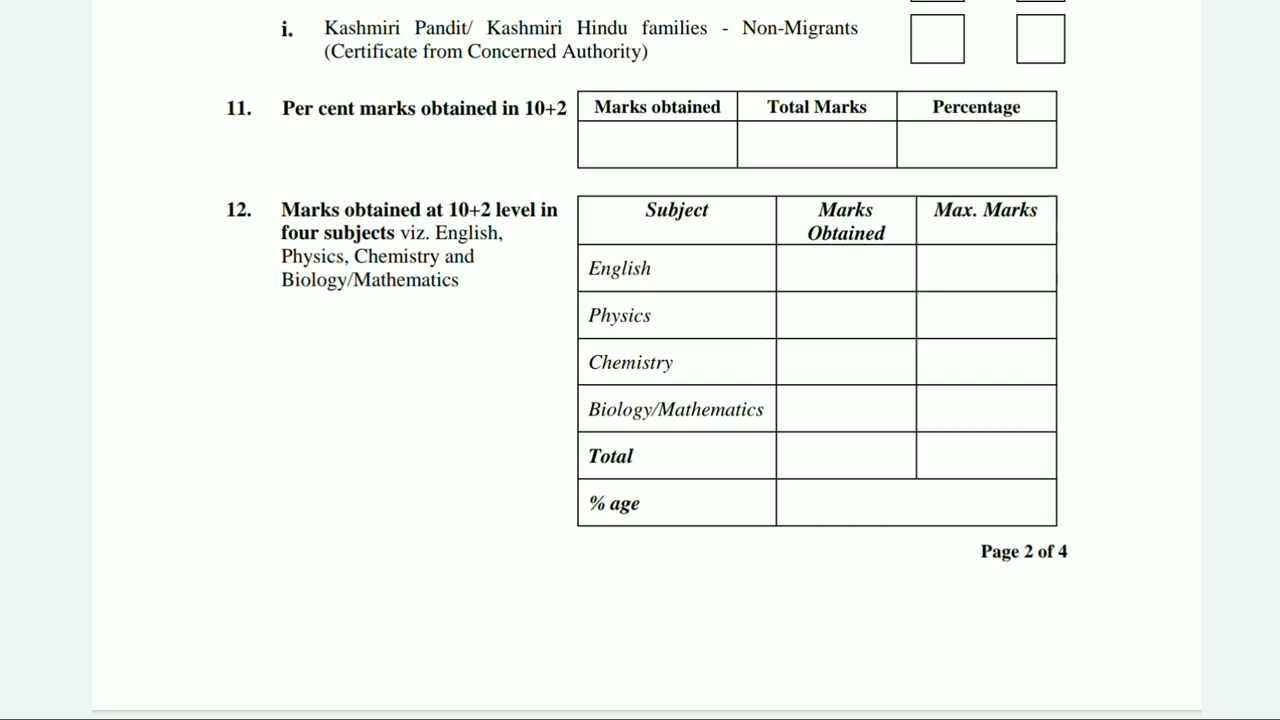 i. Kashmiri Pandit/ Kashmiri Hindu families - Non-Migrants
(Certificate from Concerned Authority)
11. Per cent marks obtained in 10+2
Marks obtained Total Marks Percentage
12. Marks obtained at 10+2 level in
four subjects viz. English,
Physics, Chemistry and
Biology/Mathematics
Subject Marks Obtained Max. Marks
English
Physics
Chemistry
Biology/Mathematics
Total
% age
Page 2 of 4